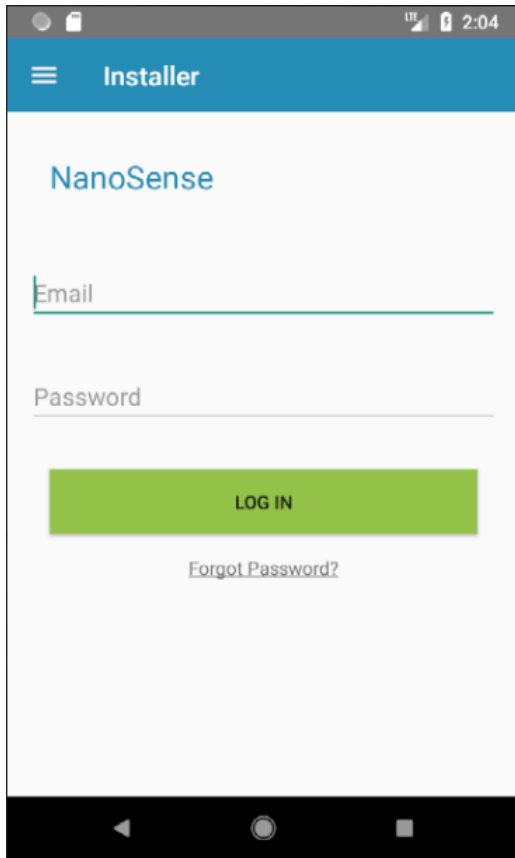 LTE 2:04
Installer
NanoSense
Email
Password
LOG IN
Forgot Password?